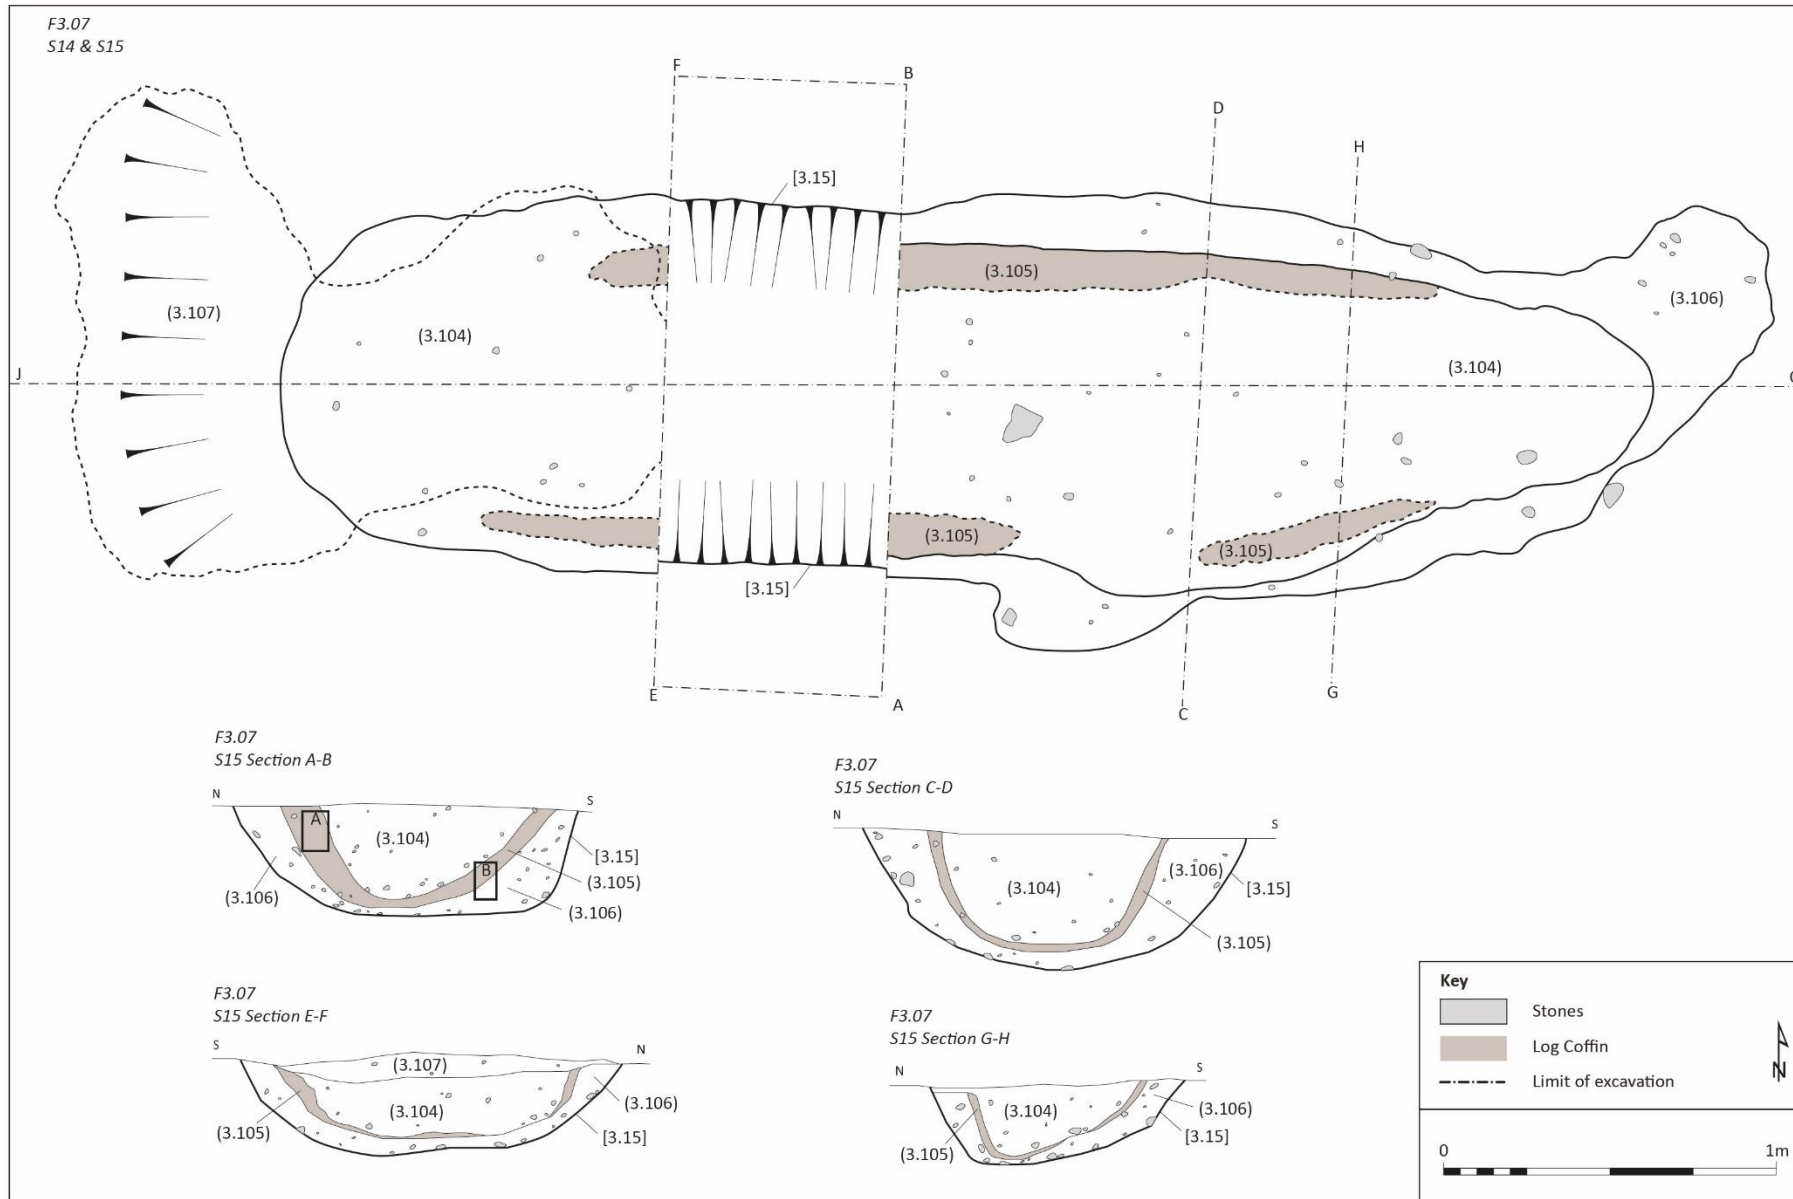 F3.07
S14 & S15
F
B
D
H
[3.15]
(3.105)
(3.106)
(3.107)
(3.104)
(3.104)
J
(3.105)
(3.105)
[3.15]
E
A
C
G
F3.07
S15 Section A-B
N
S
A
(3.104)
B
[3.15]
(3.105)
(3.106)
(3.106)
F3.07
S15 Section C-D
N
S
(3.104)
(3.106)
[3.15]
(3.105)
F3.07
S15 Section E-F
S
N
(3.107)
(3.104)
(3.105)
(3.106)
[3.15]
F3.07
S15 Section G-H
N
S
(3.104)
(3.106)
[3.15]
(3.105)
Key
Stones
Log Coffin
Limit of excavation
N
0
1m